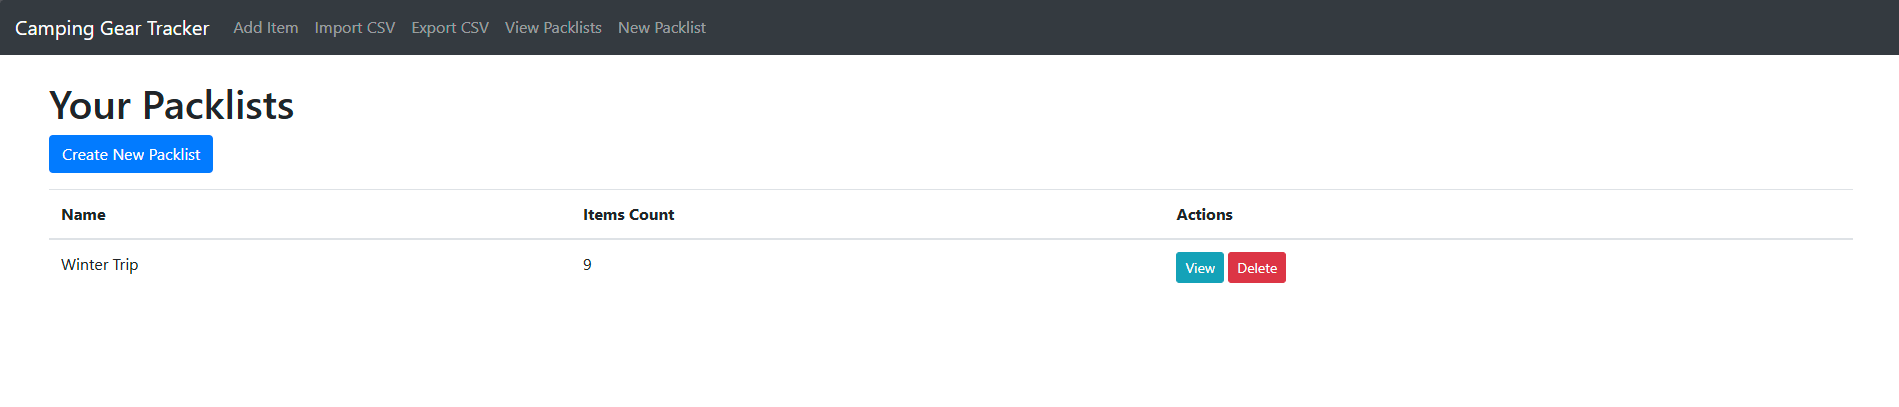 Camping Gear Tracker Add Item Import CSV Export CSV View Packlists New Packlist
Your Packlists
Create New Packlist
Name Items Count Actions
Winter Trip 9 View Delete